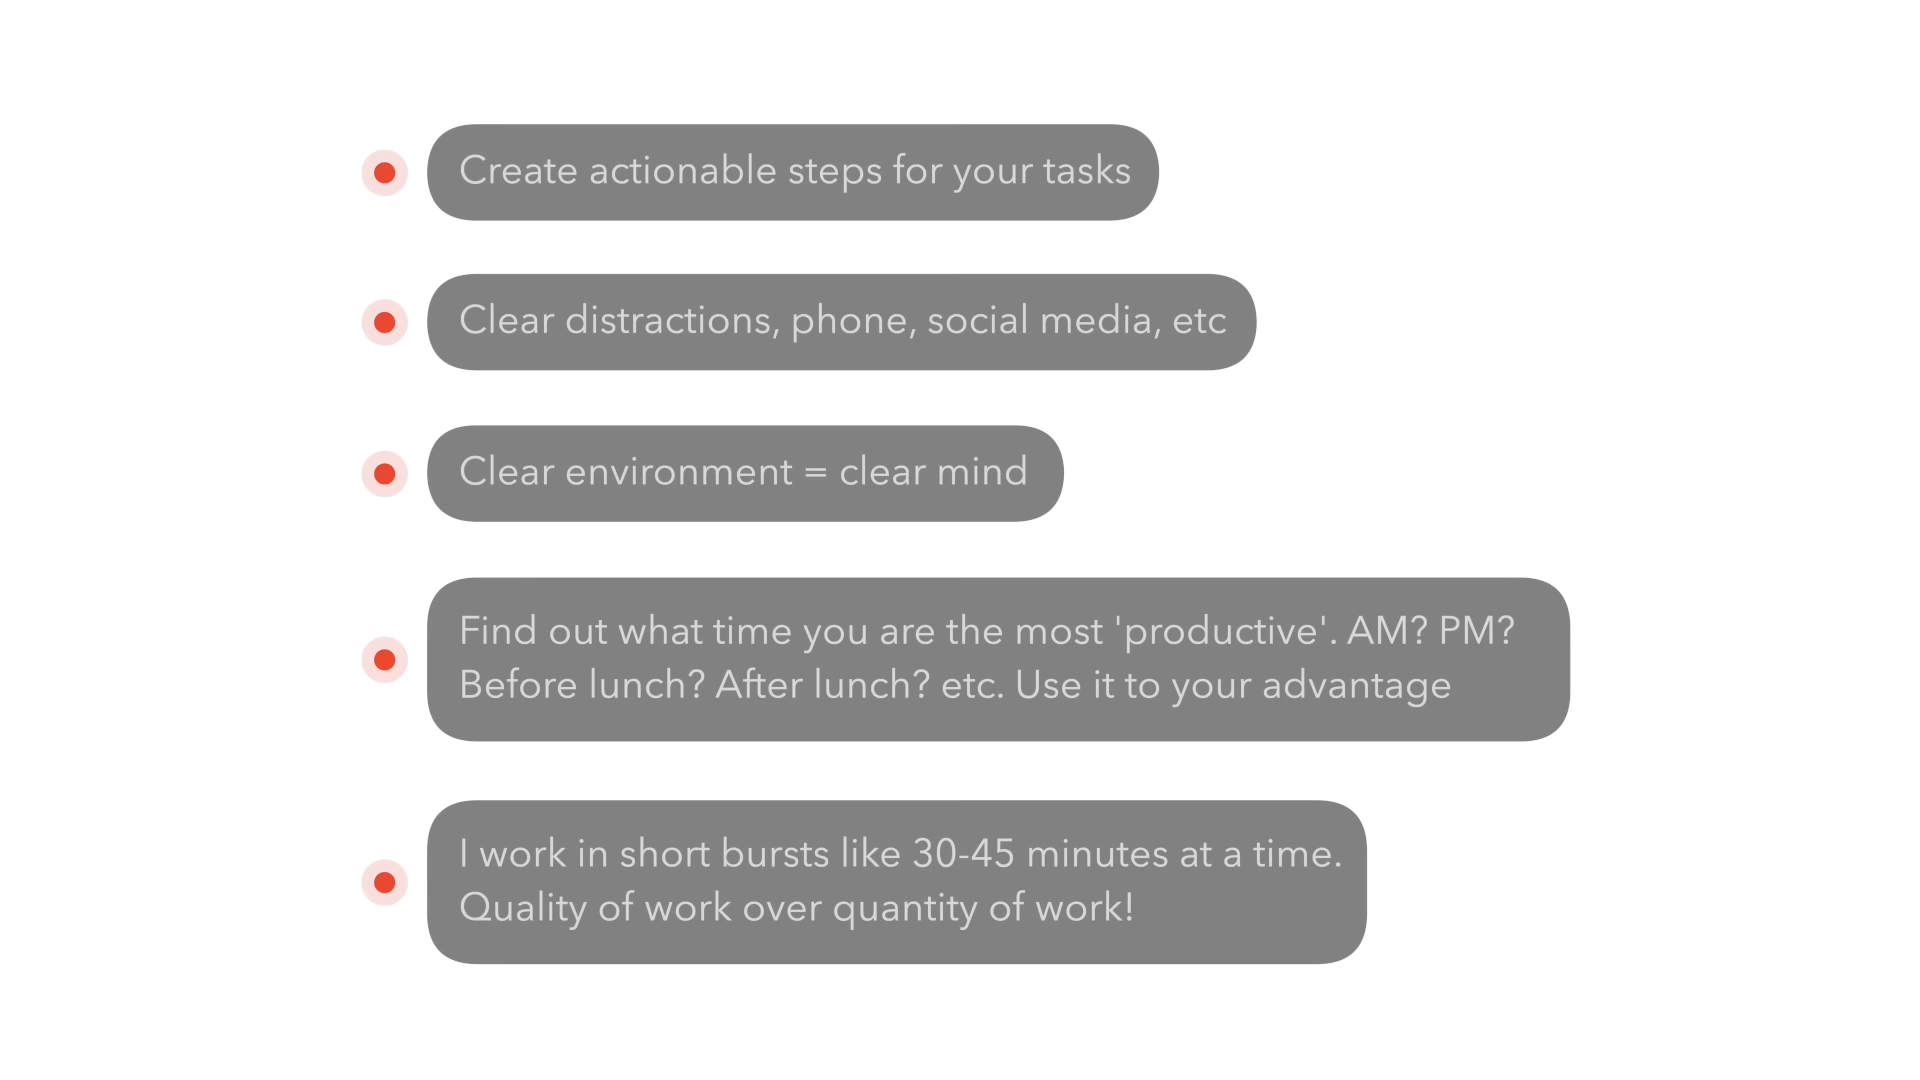 Create actionable steps for your tasks
Clear distractions, phone, social media, etc
Clear environment = clear mind
Find out what time you are the most 'productive'. AM? PM?
Before lunch? After lunch? etc. Use it to your advantage
I work in short bursts like 30-45 minutes at a time.
Quality of work over quantity of work!